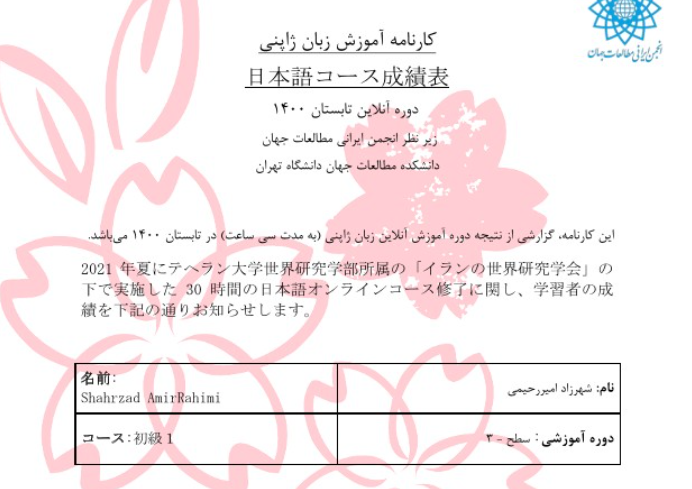 انجمن ایرانی مطالعات جهان
کارنامه آموزش زبان ژاپنی
日本語コース成績表
دوره آنلاین تابستان ۱۴۰۰
زیر نظر انجمن ایرانی مطالعات جهان
دانشکده مطالعات جهان دانشگاه تهران
این کارنامه، گزارشی از نتیجه دوره آموزش آنلاین زبان ژاپنی (به مدت سی ساعت) در تابستان ۱۴۰۰ می‌باشد.
2021 年夏にテヘラン大学世界研究学部所属の「イランの世界研究学会」の
下で実施した 30 時間の日本語オンラインコース修了に関し、学習者の成
績を下記の通りお知らせします。
名前:
Shahrzad AmirRahimi
نام: شهرزاد امیررحیمی
コース:初級 1
دوره آموزشی: سطح - ۳